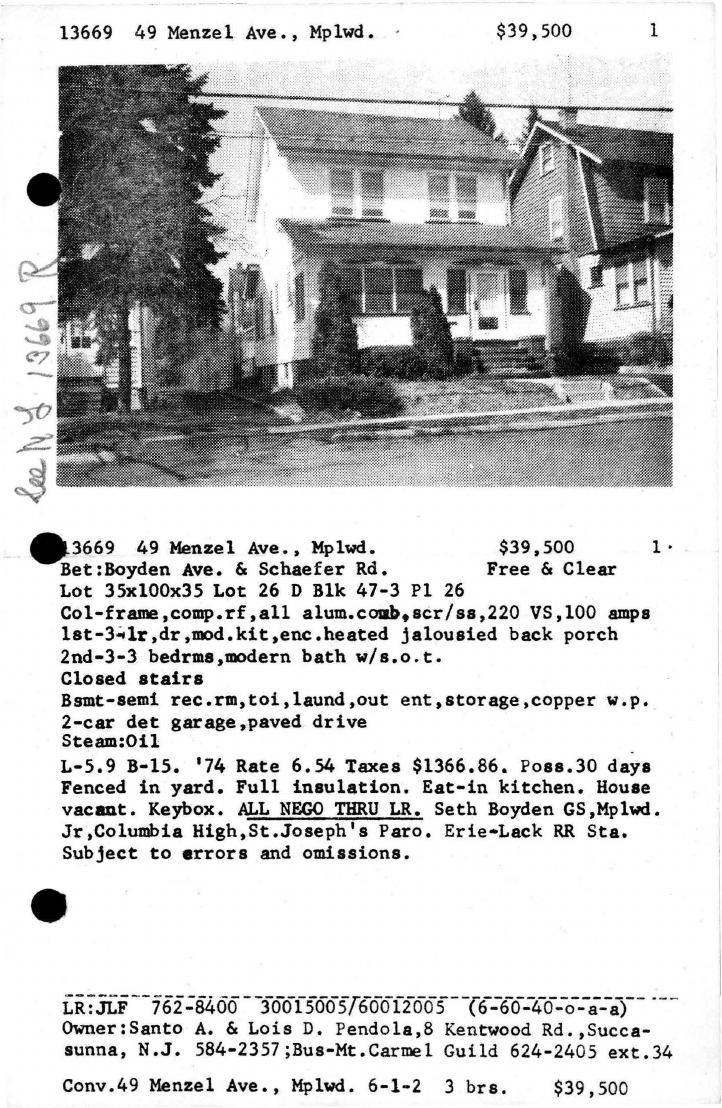 13669 49 Menzel Ave., Mplwd. $39,500 1
See N J 13669 R
13669 49 Menzel Ave., Mplwd. $39,500 1
Bet:Boyden Ave. & Schaefer Rd. Free & Clear
Lot 35x100x35 Lot 26 D Blk 47-3 Pl 26
Col-frame,comp.rf,all alum.comb,scr/ss,220 VS,100 amps
1st-3-lr,dr,mod.kit,enc.heated jalousied back porch
2nd-3-3 bedrms,modern bath w/s.o.t.
Closed stairs
Bsmt-semi rec.rm,toi,laund,out ent,storage,copper w.p.
2-car det garage,paved drive
Steam:Oil
L-5.9 B-15. '74 Rate 6.54 Taxes $1366.86. Poss.30 days
Fenced in yard. Full insulation. Eat-in kitchen. House
vacant. Keybox. ALL NEGO THRU LR. Seth Boyden GS,Mplwd.
Jr,Columbia High,St.Joseph's Paro. Erie-Lack RR Sta.
Subject to errors and omissions.
LR:JLF 762-8400 30015005/60012005 (6-60-40-o-a-a)
Owner:Santo A. & Lois D. Pendola,8 Kentwood Rd.,Succa-
sunna, N.J. 584-2357;Bus-Mt.Carmel Guild 624-2405 ext.34
Conv.49 Menzel Ave., Mplwd. 6-1-2 3 brs. $39,500